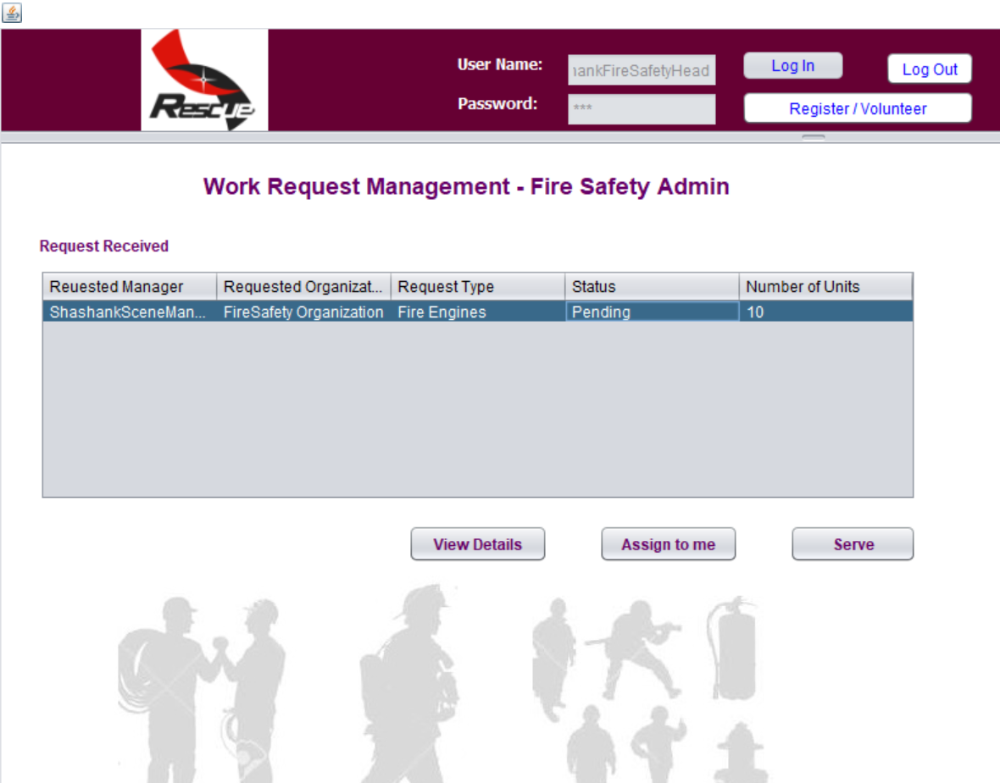 Rescue
User Name:
ankFireSafetyHead
Log In
Log Out
Password:
***
Register / Volunteer
Work Request Management - Fire Safety Admin
Request Received
Reuested Manager Requested Organizat... Request Type Status Number of Units
ShashankSceneMan... FireSafety Organization Fire Engines Pending 10
View Details Assign to me Serve